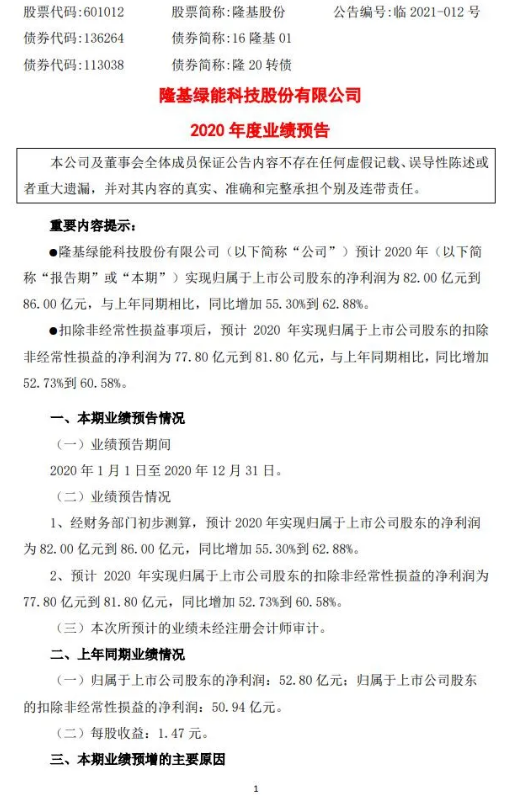 股票代码:601012 股票简称:隆基股份 公告编号:临 2021-012 号
债券代码:136264 债券简称:16 隆基 01
债券代码:113038 债券简称:隆 20 转债
隆基绿能科技股份有限公司
2020 年度业绩预告
本公司及董事会全体成员保证公告内容不存在任何虚假记载、误导性陈述或
者重大遗漏，并对其内容的真实、准确和完整承担个别及连带责任。
重要内容提示：
●隆基绿能科技股份有限公司（以下简称“公司”）预计 2020 年（以下简
称“报告期”或“本期”）实现归属于上市公司股东的净利润为 82.00 亿元到
86.00 亿元，与上年同期相比，同比增加 55.30%到 62.88%。
●扣除非经常性损益事项后，预计 2020 年实现归属于上市公司股东的扣除
非经常性损益的净利润为 77.80 亿元到 81.80 亿元，与上年同期相比，同比增加
52.73%到 60.58%。
一、本期业绩预告情况
（一）业绩预告期间
2020 年 1 月 1 日至 2020 年 12 月 31 日。
（二）业绩预告情况
1、经财务部门初步测算，预计 2020 年实现归属于上市公司股东的净利润
为 82.00 亿元到 86.00 亿元，同比增加 55.30%到 62.88%。
2、预计 2020 年实现归属于上市公司股东的扣除非经常性损益的净利润为
77.80 亿元到 81.80 亿元，同比增加 52.73%到 60.58%。
（三）本次所预计的业绩未经注册会计师审计。
二、上年同期业绩情况
（一）归属于上市公司股东的净利润：52.80 亿元；归属于上市公司股东
的扣除非经常性损益的净利润：50.94 亿元。
（二）每股收益：1.47 元。
三、本期业绩预增的主要原因
1